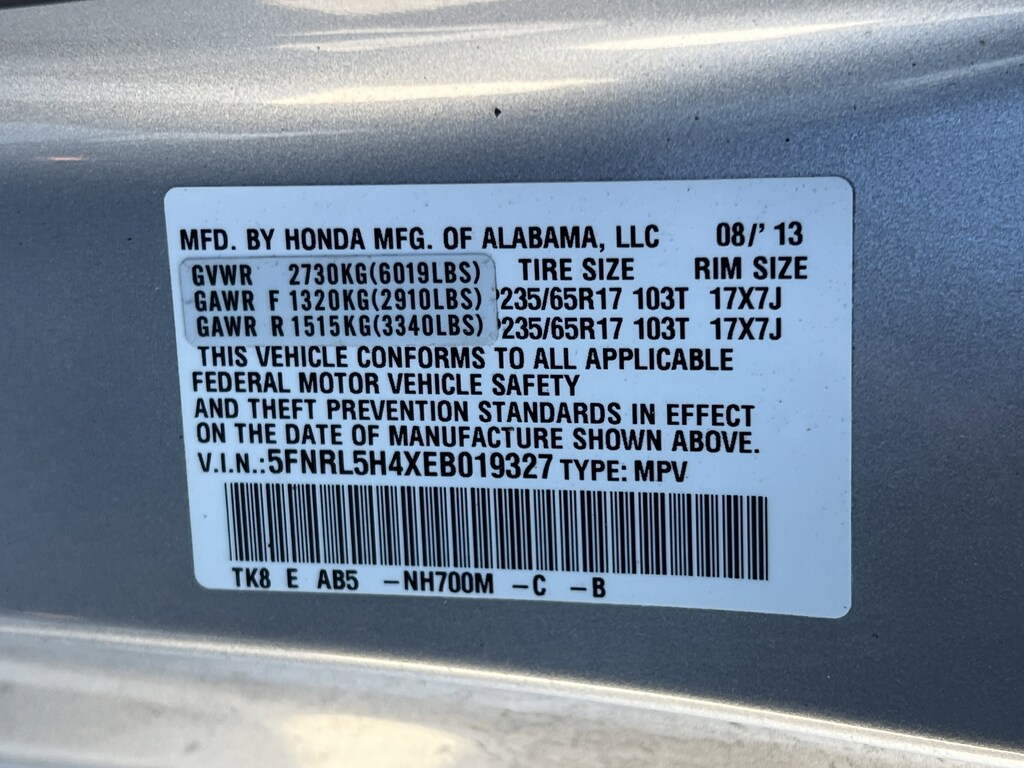 MFD. BY HONDA MFG. OF ALABAMA, LLC 08/' 13
GVWR 2730KG(6019LBS) TIRE SIZE RIM SIZE
GAWR F 1320KG(2910LBS) P235/65R17 103T 17X7J
GAWR R 1515KG(3340LBS) P235/65R17 103T 17X7J
THIS VEHICLE CONFORMS TO ALL APPLICABLE
FEDERAL MOTOR VEHICLE SAFETY
AND THEFT PREVENTION STANDARDS IN EFFECT
ON THE DATE OF MANUFACTURE SHOWN ABOVE.
V.I.N.:5FNRL5H4XEB019327 TYPE: MPV
TK8 E AB5 -NH700M -C -B